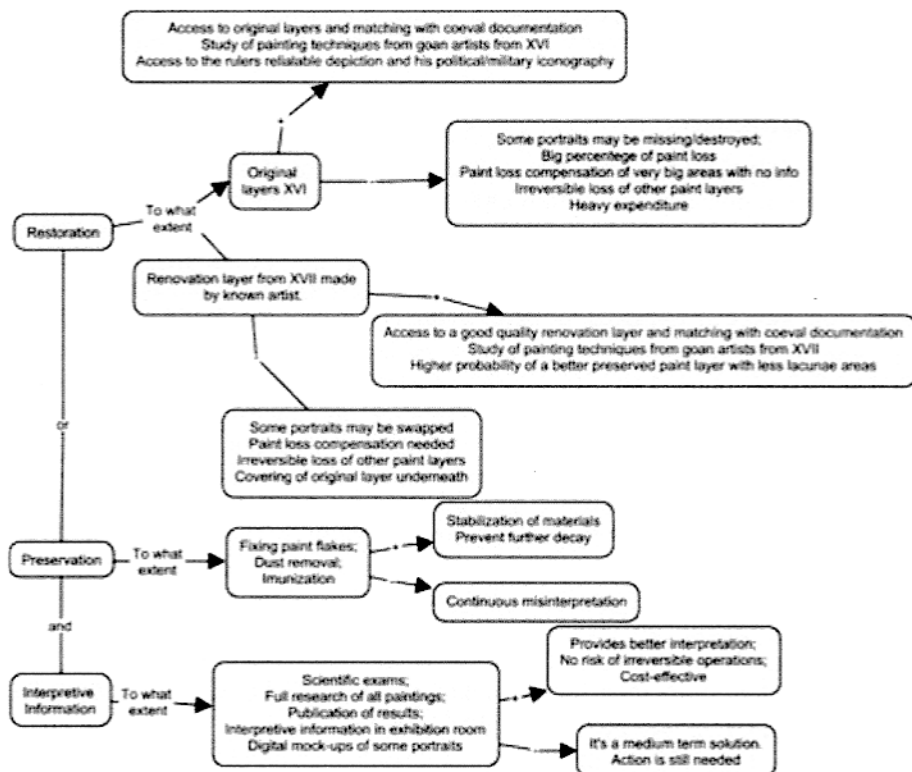 Access to original layers and matching with coeval documentation
Study of painting techniques from goan artists from XVI
Access to the rulers relialable depiction and his political/military iconography
+
Original
layers XVI
-
Some portraits may be missing/destroyed;
Big percentege of paint loss
Paint loss compensation of very big areas with no info
Irreversible loss of other paint layers
Heavy expenditure
Restoration
To what
extent
Renovation layer from XVII made
by known artist.
+
Access to a good quality renovation layer and matching with coeval documentation
Study of painting techniques from goan artists from XVII
Higher probability of a better preserved paint layer with less lacunae areas
-
Some portraits may be swapped
Paint loss compensation needed
Irreversible loss of other paint layers
Covering of original layer underneath
or
Preservation
To what
extent
Fixing paint flakes;
Dust removal;
Imunization
+
Stabilization of materials
Prevent further decay
-
Continuous misinterpretation
and
Interpretive
Information
To what
extent
Scientific exams;
Full research of all paintings;
Publication of results;
Interpretive information in exhibition room
Digital mock-ups of some portraits
+
Provides better interpretation;
No risk of irreversible operations;
Cost-effective
-
It's a medium term solution.
Action is still needed